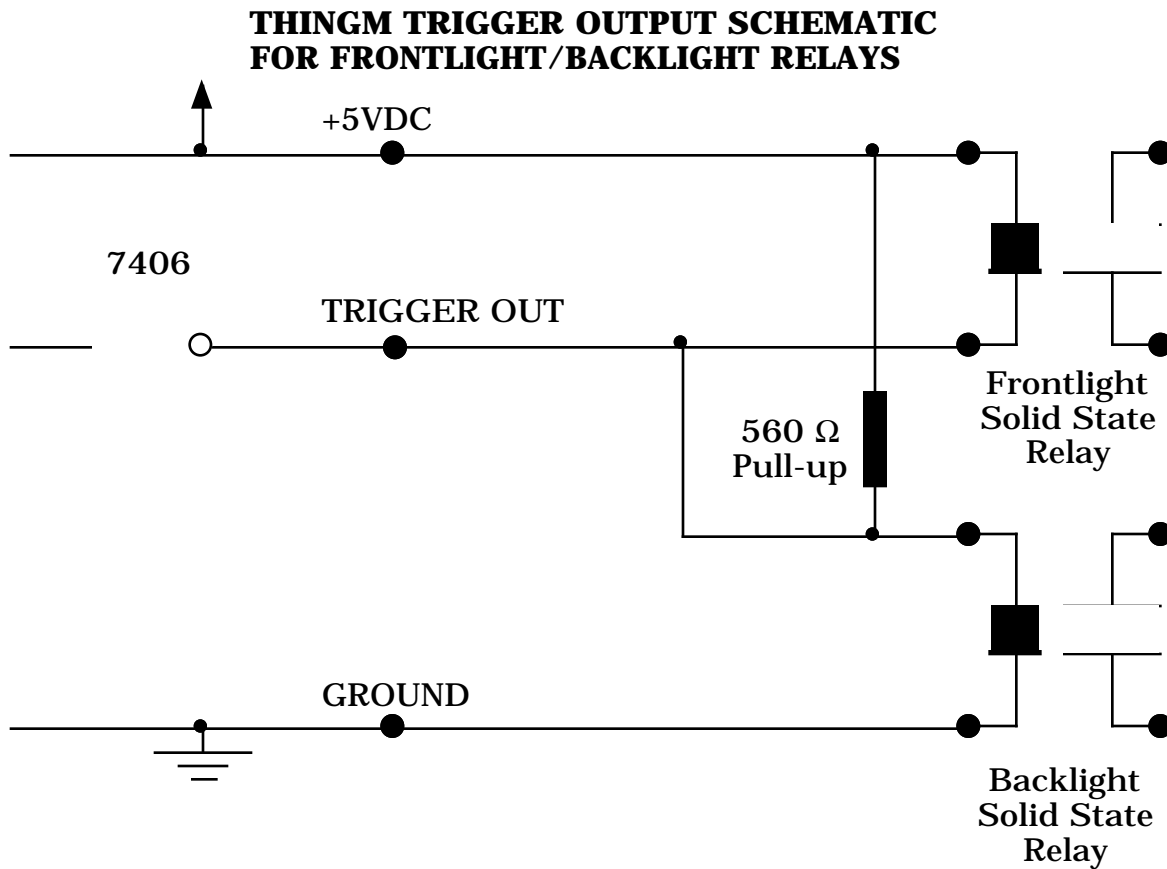 THINGM TRIGGER OUTPUT SCHEMATIC
FOR FRONTLIGHT/BACKLIGHT RELAYS
+5VDC
7406
TRIGGER OUT
Frontlight
Solid State
Relay
560 Ω
Pull-up
GROUND
Backlight
Solid State
Relay